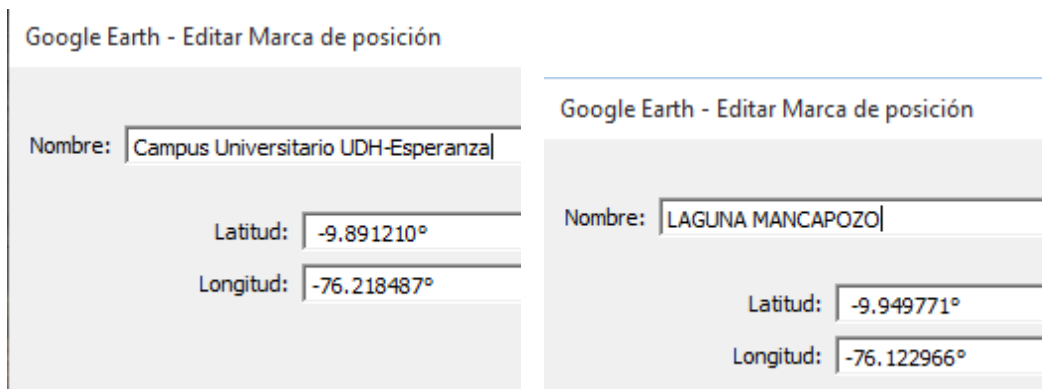 Google Earth - Editar Marca de posición
Nombre: Campus Universitario UDH-Esperanza
Latitud: -9.891210°
Longitud: -76.218487°
Google Earth - Editar Marca de posición
Nombre: LAGUNA MANCAPOZO
Latitud: -9.949771°
Longitud: -76.122966°